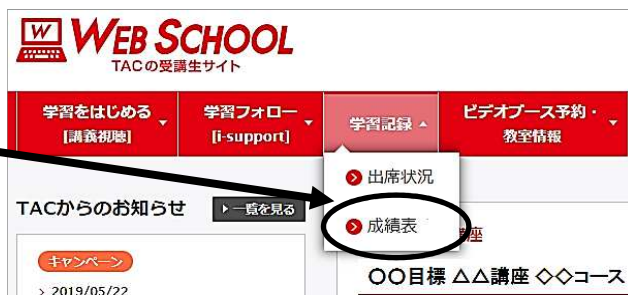 W WEB SCHOOL
TACの受講生サイト
学習をはじめる
[講義視聴]
学習フォロー
[i-support]
学習記録
ビデオブース予約・
教室情報
出席状況
成績表
TACからのお知らせ
一覧を見る
講座
キャンペーン
〇〇目標 △△講座 ◇◇コース
> 2019/05/22